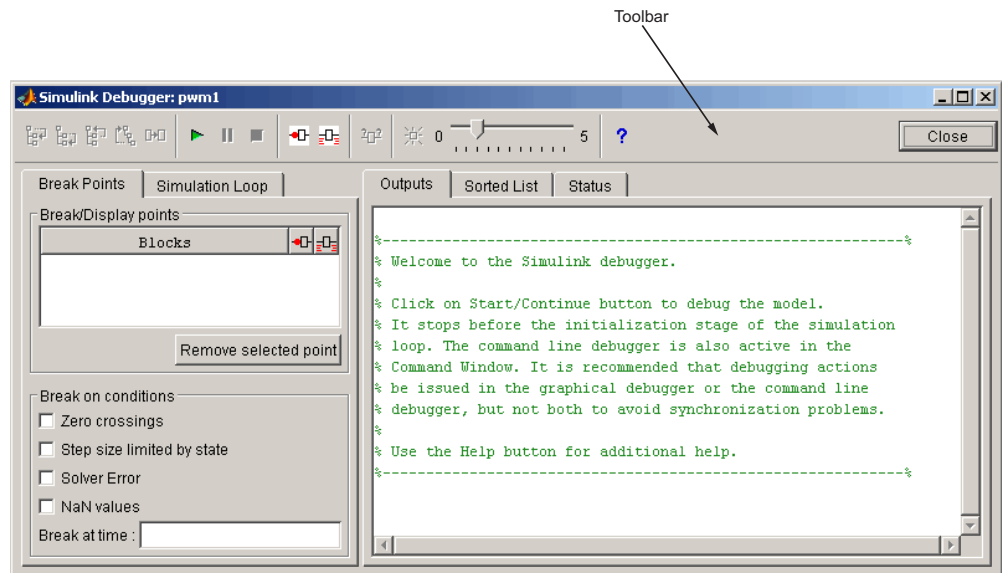 Toolbar
Simulink Debugger: pwm1
0 5 ? Close
Break Points Simulation Loop
Outputs Sorted List Status
Break/Display points
Blocks
Remove selected point
Break on conditions
Zero crossings
Step size limited by state
Solver Error
NaN values
Break at time :
%-------------------------------------------------------------%
% Welcome to the Simulink debugger.
%
% Click on Start/Continue button to debug the model.
% It stops before the initialization stage of the simulation
% loop. The command line debugger is also active in the
% Command Window. It is recommended that debugging actions
% be issued in the graphical debugger or the command line
% debugger, but not both to avoid synchronization problems.
%
% Use the Help button for additional help.
%-------------------------------------------------------------%